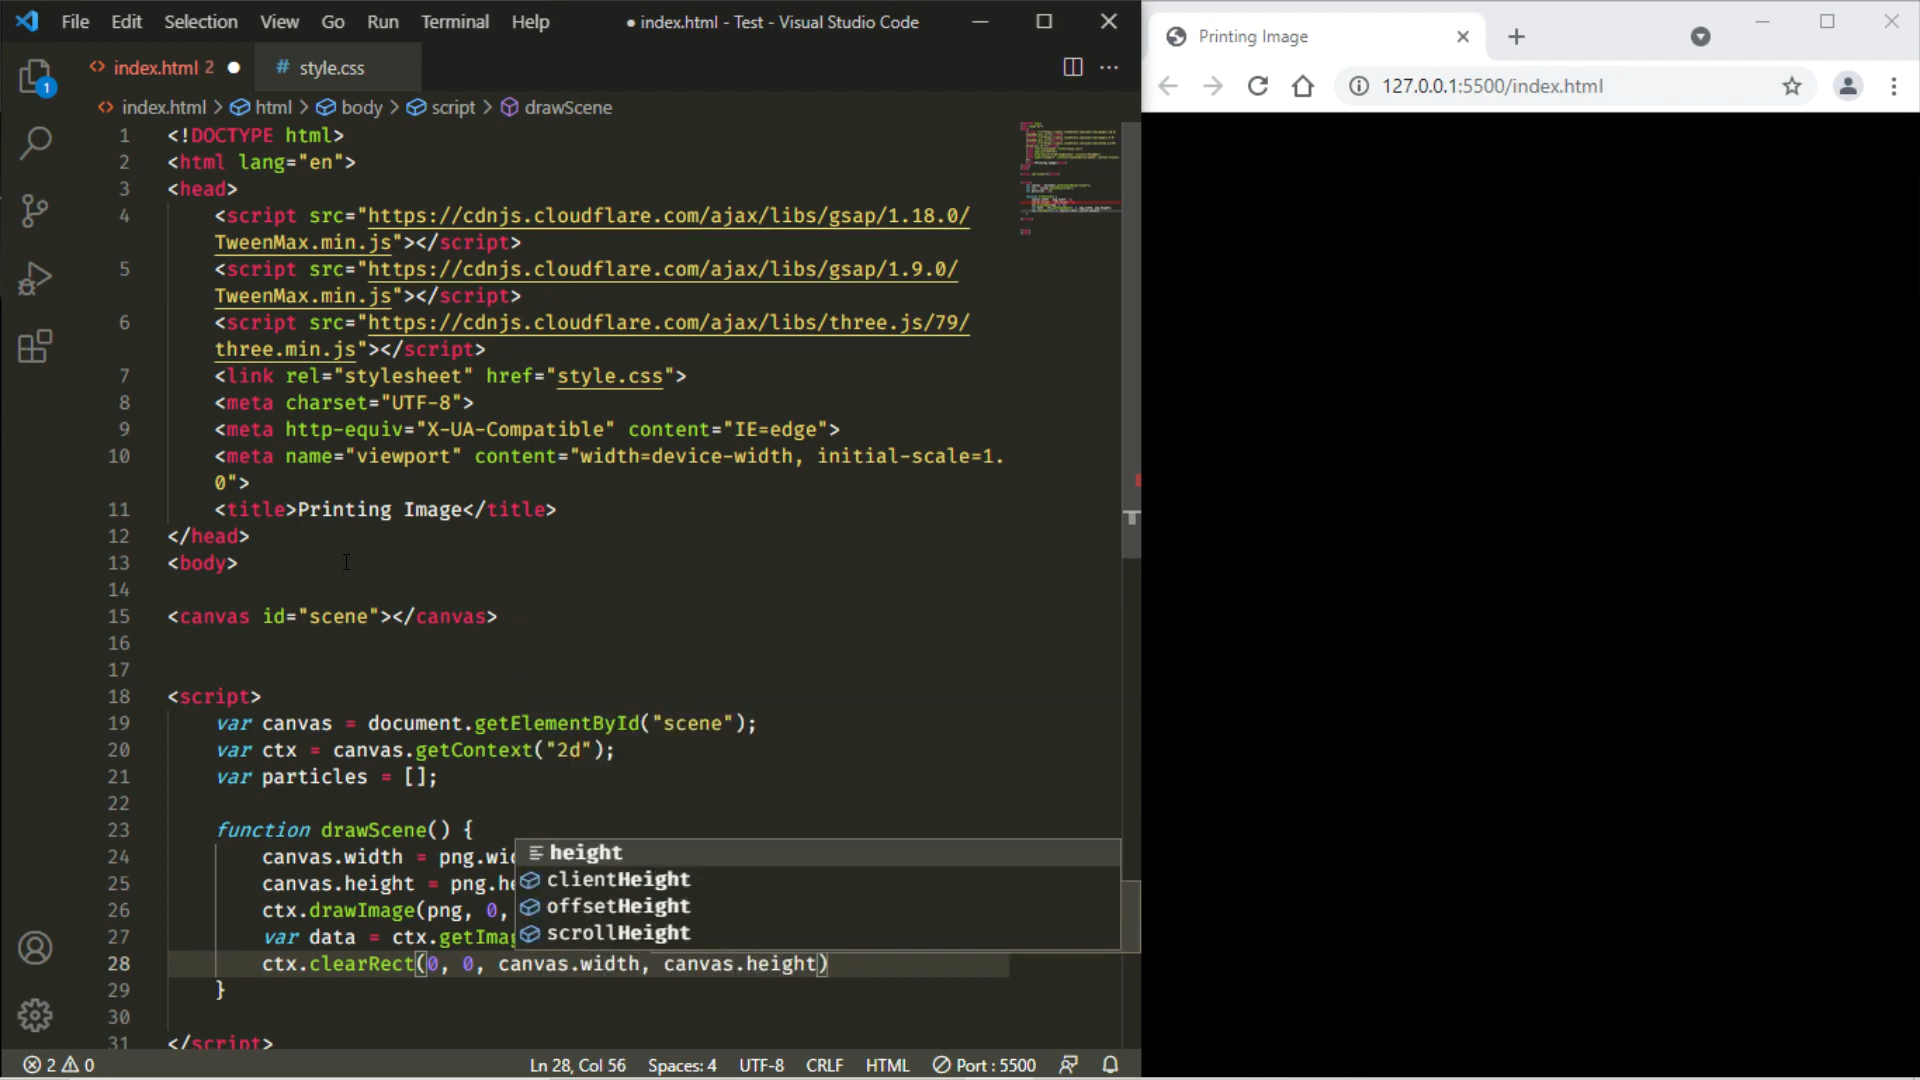 File Edit Selection View Go Run Terminal Help ● index.html - Test - Visual Studio Code
index.html 2 ● # style.css
index.html > html > body > script > drawScene
1 <!DOCTYPE html>
2 <html lang="en">
3 <head>
4 <script src="https://cdnjs.cloudflare.com/ajax/libs/gsap/1.18.0/
TweenMax.min.js"></script>
5 <script src="https://cdnjs.cloudflare.com/ajax/libs/gsap/1.9.0/
TweenMax.min.js"></script>
6 <script src="https://cdnjs.cloudflare.com/ajax/libs/three.js/79/
three.min.js"></script>
7 <link rel="stylesheet" href="style.css">
8 <meta charset="UTF-8">
9 <meta http-equiv="X-UA-Compatible" content="IE=edge">
10 <meta name="viewport" content="width=device-width, initial-scale=1.
0">
11 <title>Printing Image</title>
12 </head>
13 <body>
14
15 <canvas id="scene"></canvas>
16
17
18 <script>
19 var canvas = document.getElementById("scene");
20 var ctx = canvas.getContext("2d");
21 var particles = [];
22
23 function drawScene() {
24 canvas.width = png.wi
25 canvas.height = png.he
26 ctx.drawImage(png, 0,
27 var data = ctx.getImag
28 ctx.clearRect(0, 0, canvas.width, canvas.height)
29 }
30
31 </script>
height
clientHeight
offsetHeight
scrollHeight
1
2 0 Ln 28, Col 56 Spaces: 4 UTF-8 CRLF HTML Port : 5500
Printing Image
127.0.0.1:5500/index.html